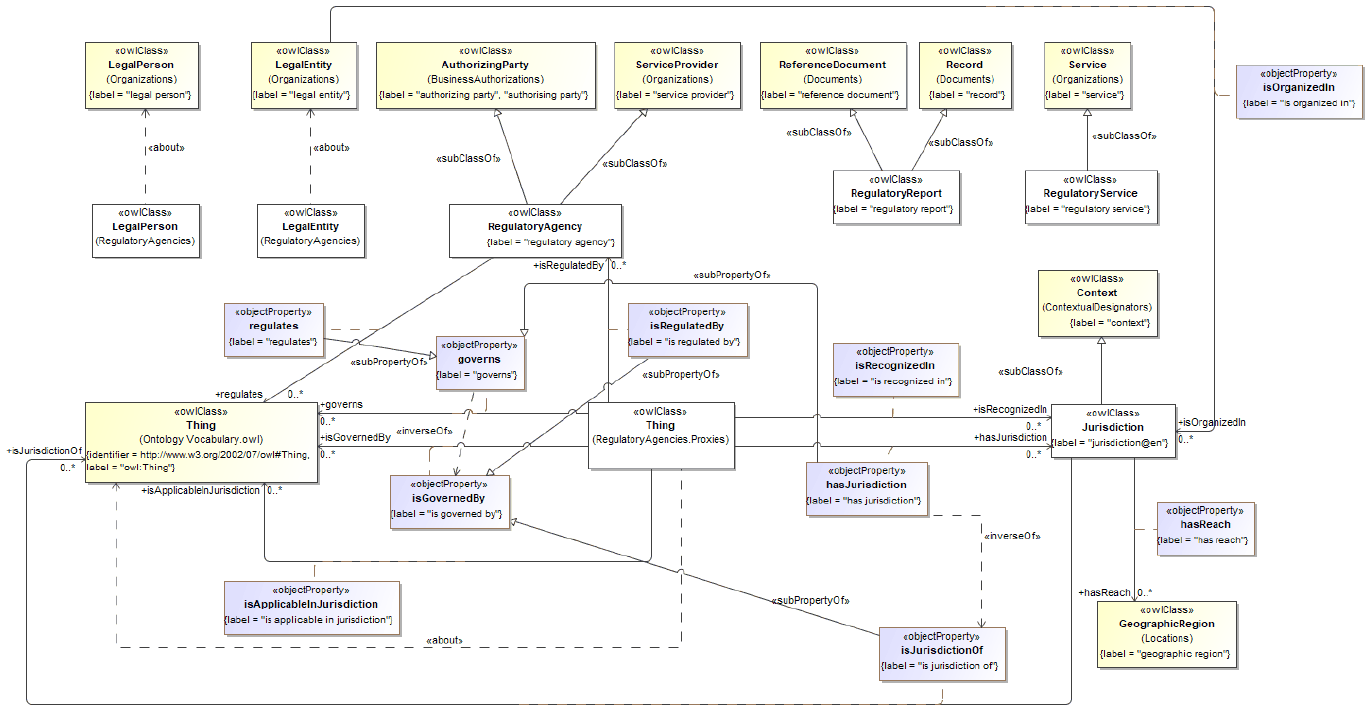 «owlClass»
LegalPerson
(Organizations)
{label = "legal person"}
«owlClass»
LegalEntity
(Organizations)
{label = "legal entity"}
«owlClass»
AuthorizingParty
(BusinessAuthorizations)
{label = "authorizing party", "authorising party"}
«owlClass»
ServiceProvider
(Organizations)
{label = "service provider"}
«owlClass»
ReferenceDocument
(Documents)
{label = "reference document"}
«owlClass»
Record
(Documents)
{label = "record"}
«owlClass»
Service
(Organizations)
{label = "service"}
«objectProperty»
isOrganizedIn
{label = "is organized in"}
«about»
«about»
«subClassOf»
«subClassOf»
«subClassOf»
«subClassOf»
«subClassOf»
«owlClass»
LegalPerson
(RegulatoryAgencies)
«owlClass»
LegalEntity
(RegulatoryAgencies)
«owlClass»
RegulatoryAgency
{label = "regulatory agency"}
«owlClass»
RegulatoryReport
{label = "regulatory report"}
«owlClass»
RegulatoryService
{label = "regulatory service"}
+isRegulatedBy 0..*
«subPropertyOf»
«owlClass»
Context
(ContextualDesignators)
{label = "context"}
«objectProperty»
regulates
{label = "regulates"}
«objectProperty»
governs
{label = "governs"}
«objectProperty»
isRegulatedBy
{label = "is regulated by"}
«objectProperty»
isRecognizedIn
{label = "is recognized in"}
«subPropertyOf»
«subPropertyOf»
«subClassOf»
+regulates 0..*
«owlClass»
Thing
(Ontology Vocabulary.owl)
{identifier = http://www.w3.org/2002/07/owl#Thing,
label = "owl:Thing"}
+governs
0..*
+isGovernedBy
0..*
«inverseOf»
«owlClass»
Thing
(RegulatoryAgencies.Proxies)
+isRecognizedIn
0..*
+hasJurisdiction
0..*
«owlClass»
Jurisdiction
{label = "jurisdiction@en"}
+isOrganizedIn
0..*
+isJurisdictionOf
0..*
+isApplicableInJurisdiction 0..*
«objectProperty»
isGovernedBy
{label = "is governed by"}
«objectProperty»
hasJurisdiction
{label = "has jurisdiction"}
«objectProperty»
hasReach
{label = "has reach"}
«inverseOf»
«objectProperty»
isApplicableInJurisdiction
{label = "is applicable in jurisdiction"}
«subPropertyOf»
+hasReach 0..*
«about»
«objectProperty»
isJurisdictionOf
{label = "is jurisdiction of"}
«owlClass»
GeographicRegion
(Locations)
{label = "geographic region"}